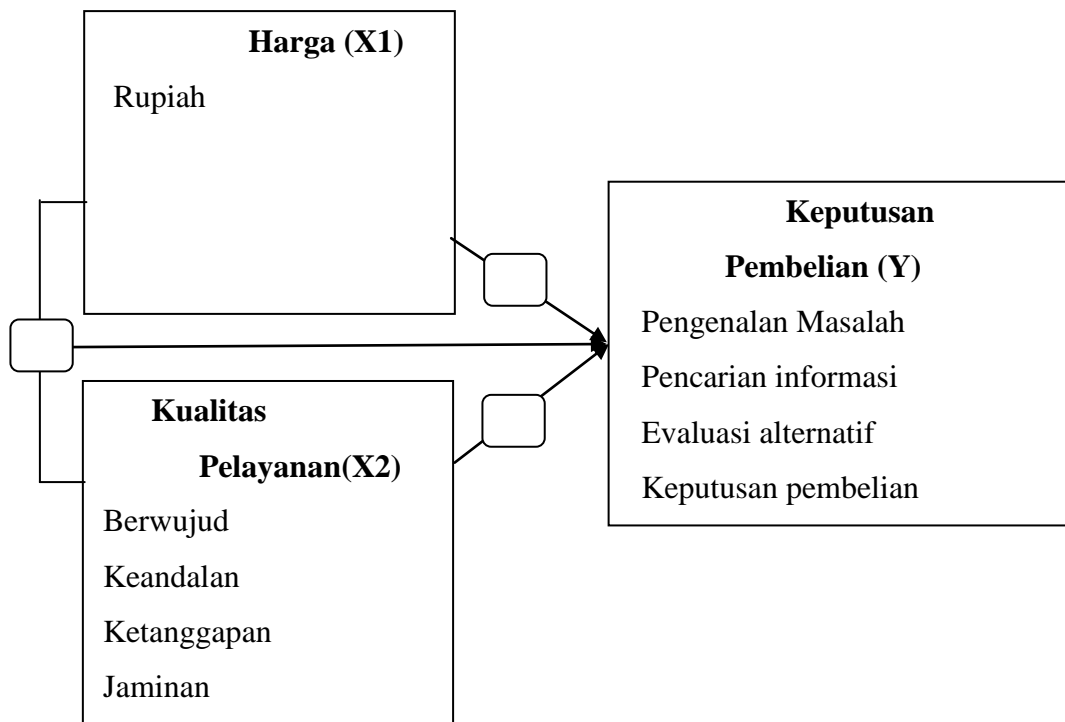 Harga (X1)
Rupiah
Kualitas
Pelayanan(X2)
Berwujud
Keandalan
Ketanggapan
Jaminan
Keputusan
Pembelian (Y)
Pengenalan Masalah
Pencarian informasi
Evaluasi alternatif
Keputusan pembelian